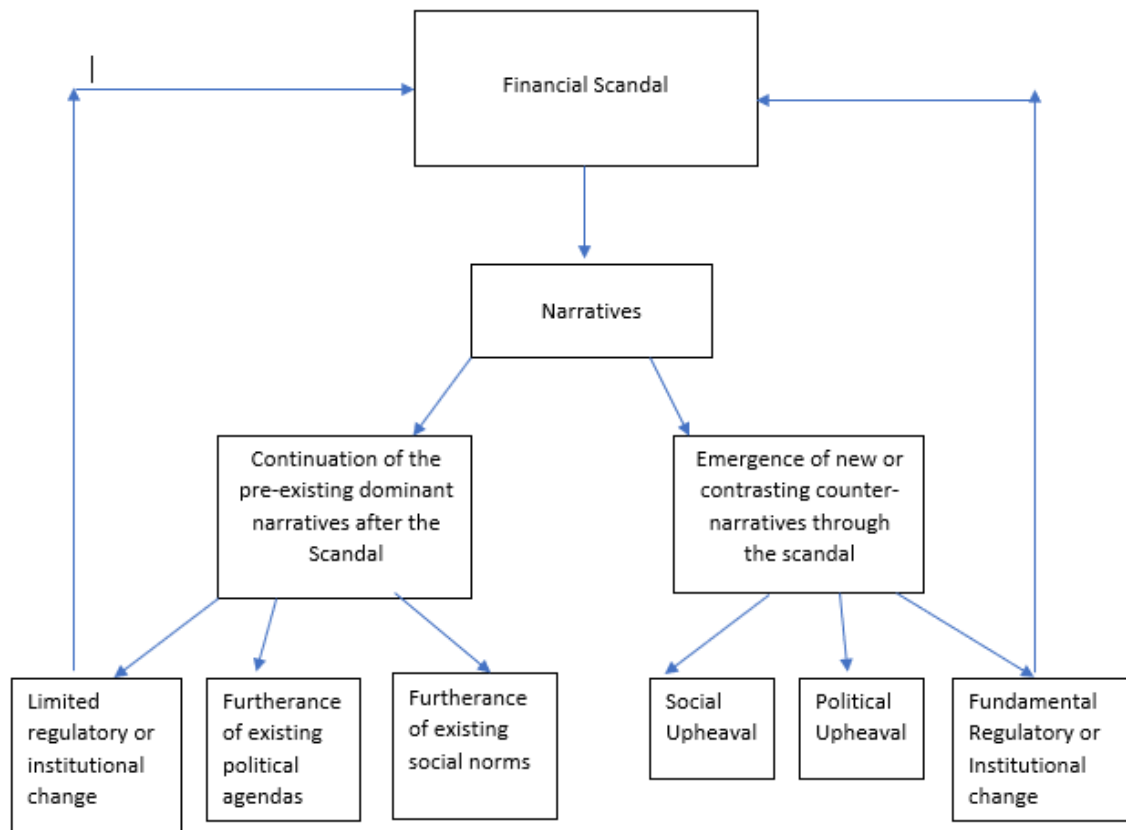 Financial Scandal
Narratives
Continuation of the
pre-existing dominant
narratives after the
Scandal
Emergence of new or
contrasting counter-
narratives through
the scandal
Limited
regulatory or
institutional
change
Furtherance
of existing
political
agendas
Furtherance
of existing
social norms
Social
Upheaval
Political
Upheaval
Fundamental
Regulatory or
Institutional
change